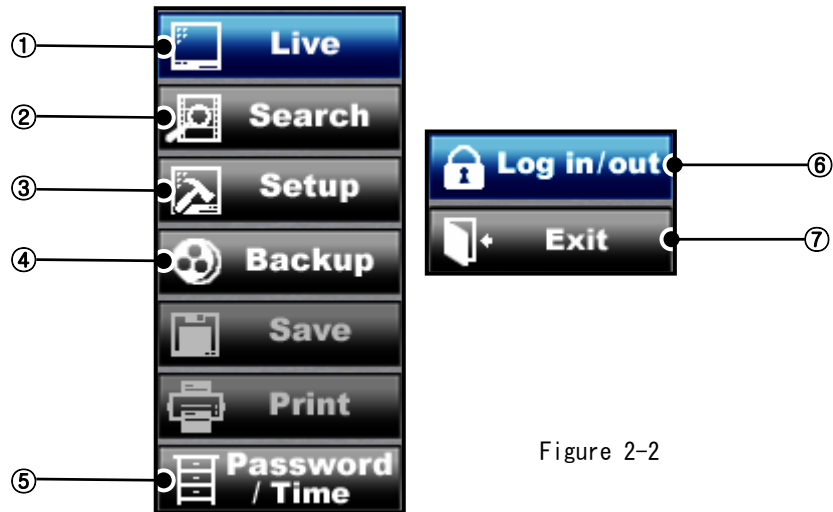 ① Live
② Search
③ Setup
④ Backup
Save
Print
⑤ Password
/ Time
Log in/out ⑥
Exit ⑦
Figure 2-2